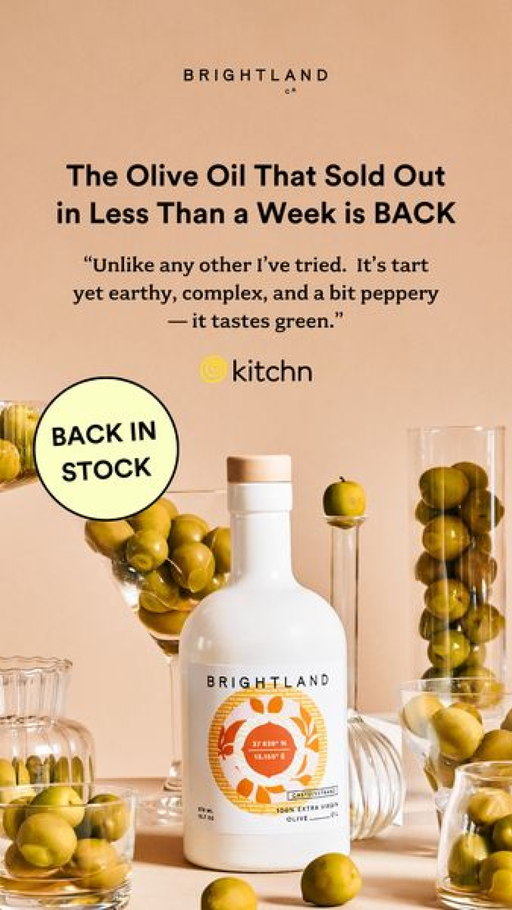 BRIGHTLAND
CA
The Olive Oil That Sold Out
in Less Than a Week is BACK
“Unlike any other I’ve tried. It’s tart
yet earthy, complex, and a bit peppery
— it tastes green.”
kitchn
BACK IN
STOCK
BRIGHTLAND
100% EXTRA VIRGIN
OLIVE OIL